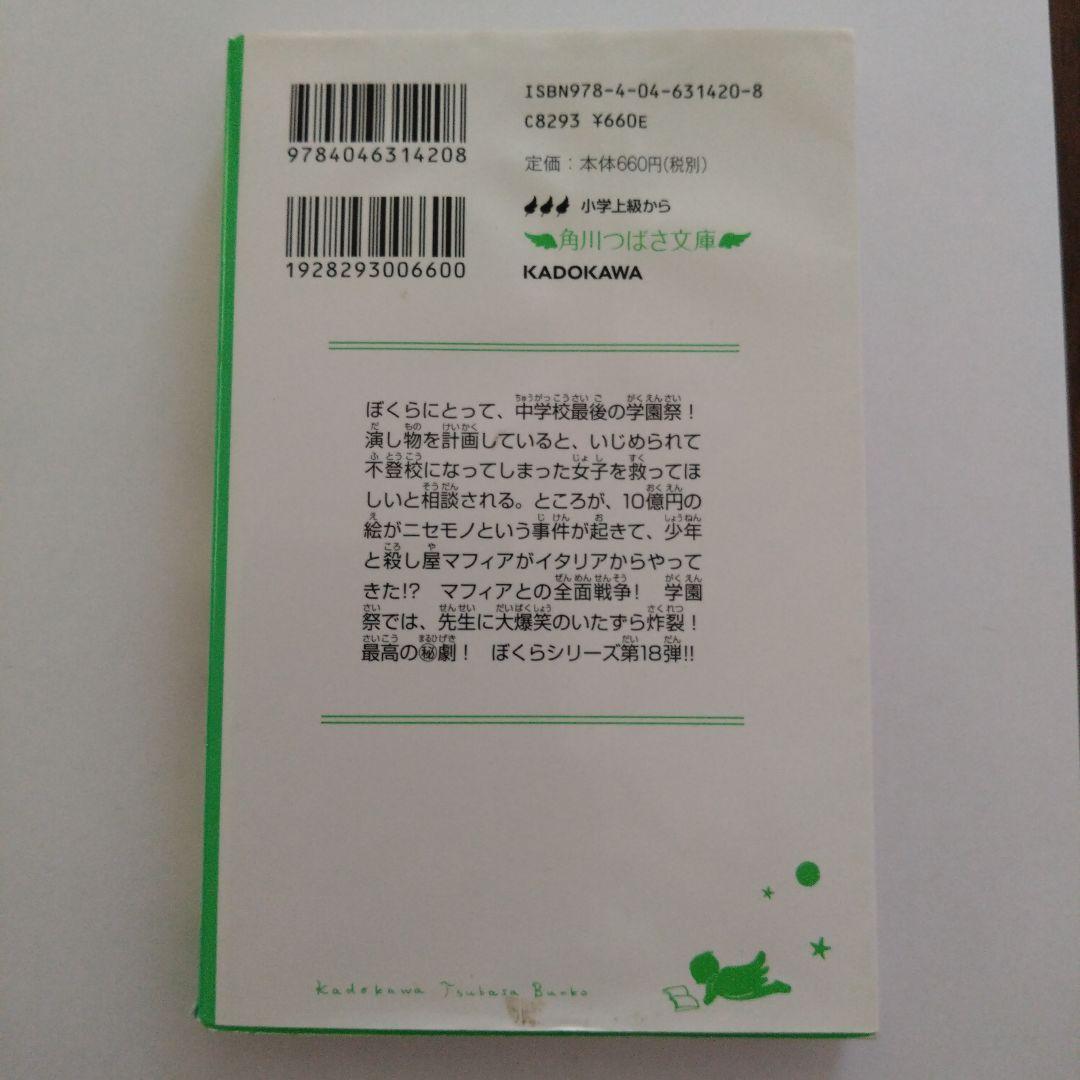 ISBN978-4-04-631420-8
C8293 ¥660E
9784046314208
定価：本体660円(税別)
小学上級から
角川つばさ文庫
1928293006600
KADOKAWA
ぼくらにとって、中学校最後の学園祭！
演し物を計画していると、いじめられて
不登校になってしまった女子を救ってほ
しいと相談される。ところが、10億円の
絵がニセモノという事件が起きて、少年
と殺し屋マフィアがイタリアからやって
きた!?　マフィアとの全面戦争！　学園
祭では、先生に大爆笑のいたずら炸裂！
最高の㊙劇！　ぼくらシリーズ第18弾!!
Kadokawa Tsubasa Bunko